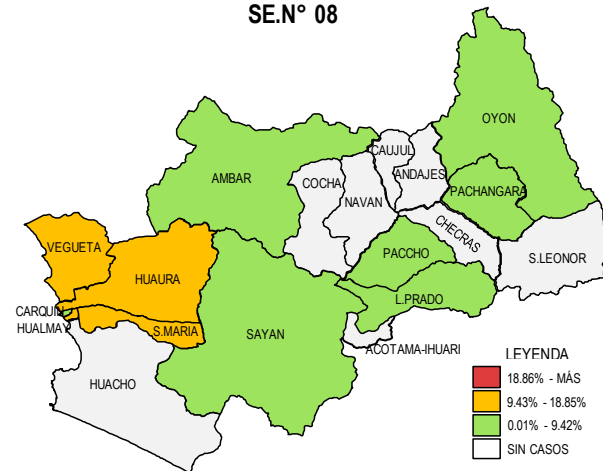 SE.N° 08
OYON
CAUJUL
AMBAR
COCHA
ANDAJES
PACHANGARA
NAVAN
CHECRAS
VEGUETA
PACCHO
S.LEONOR
HUAURA
L.PRADO
CARQUIN
HUALMAY
S.MARIA
SAYAN
ACOTAMA-IHUARI
HUACHO
LEYENDA
18.86% - MÁS
9.43% - 18.85%
0.01% - 9.42%
SIN CASOS